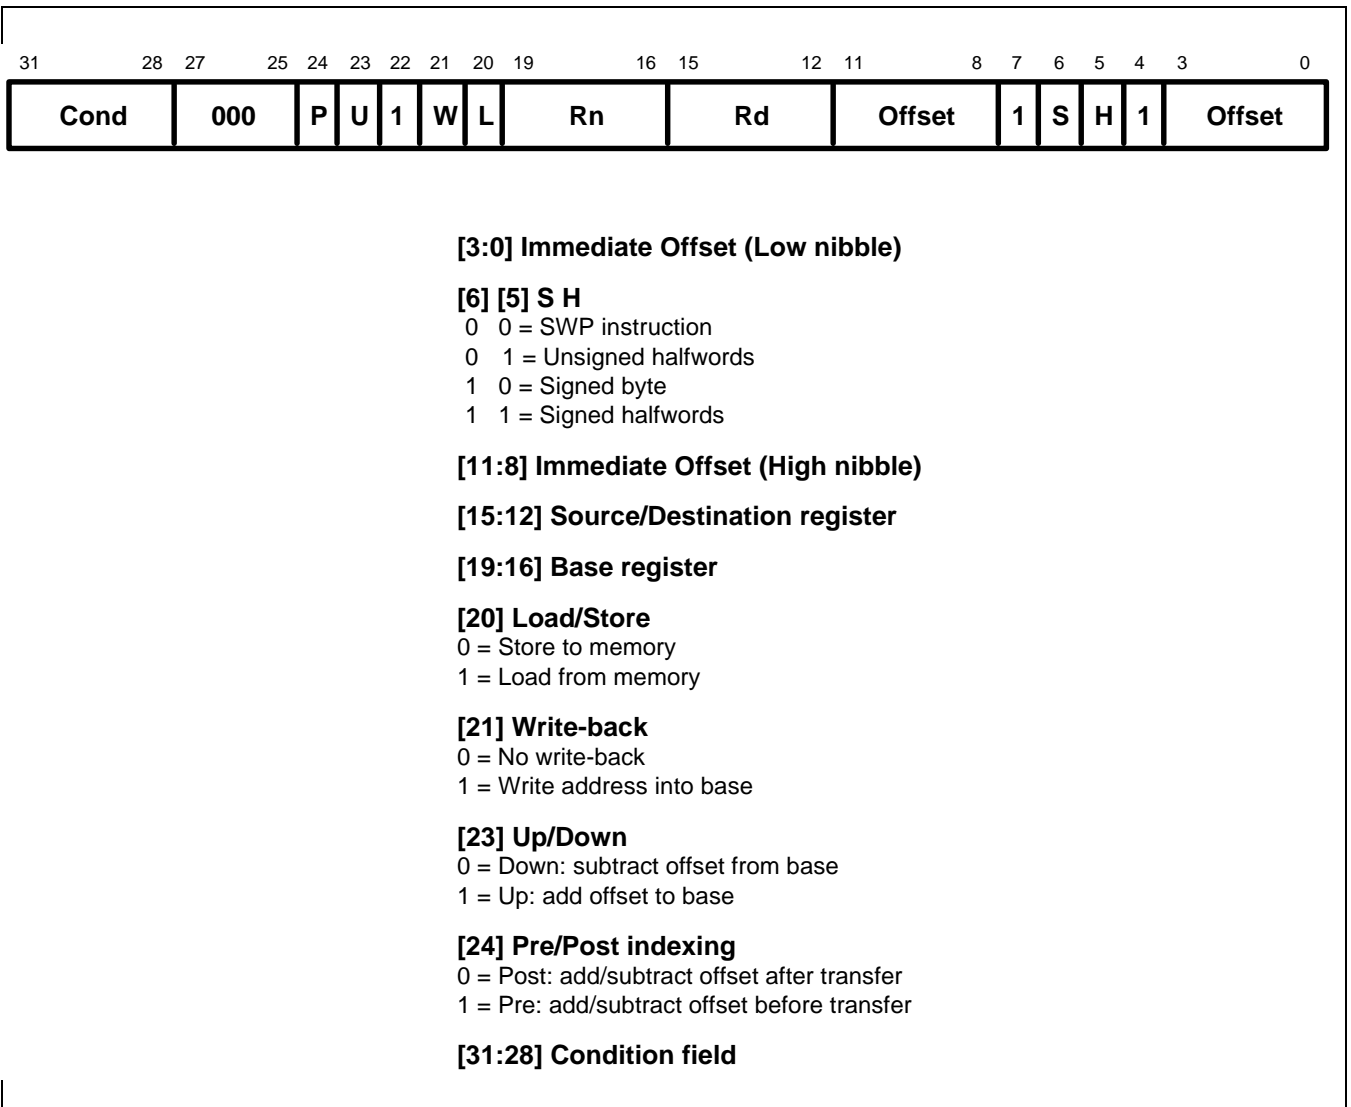 31 28 27 25 24 23 22 21 20 19 16 15 12 11 8 7 6 5 4 3 0
Cond 000 P U 1 W L Rn Rd Offset 1 S H 1 Offset
[3:0] Immediate Offset (Low nibble)
[6] [5] S H
0 0 = SWP instruction
0 1 = Unsigned halfwords
1 0 = Signed byte
1 1 = Signed halfwords
[11:8] Immediate Offset (High nibble)
[15:12] Source/Destination register
[19:16] Base register
[20] Load/Store
0 = Store to memory
1 = Load from memory
[21] Write-back
0 = No write-back
1 = Write address into base
[23] Up/Down
0 = Down: subtract offset from base
1 = Up: add offset to base
[24] Pre/Post indexing
0 = Post: add/subtract offset after transfer
1 = Pre: add/subtract offset before transfer
[31:28] Condition field